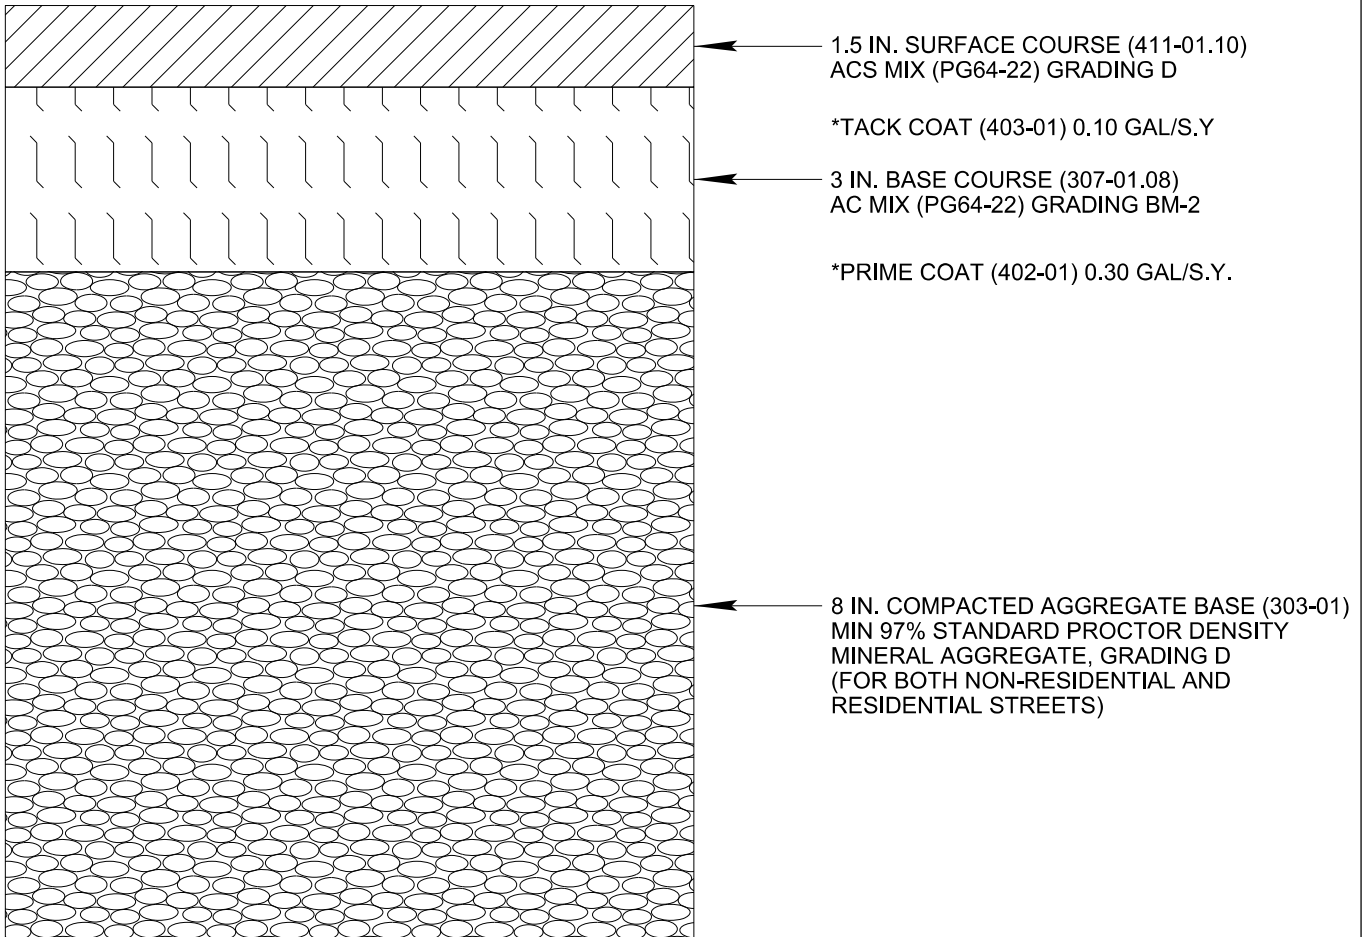 1.5 IN. SURFACE COURSE (411-01.10)
ACS MIX (PG64-22) GRADING D
*TACK COAT (403-01) 0.10 GAL/S.Y
3 IN. BASE COURSE (307-01.08)
AC MIX (PG64-22) GRADING BM-2
*PRIME COAT (402-01) 0.30 GAL/S.Y.
8 IN. COMPACTED AGGREGATE BASE (303-01)
MIN 97% STANDARD PROCTOR DENSITY
MINERAL AGGREGATE, GRADING D
(FOR BOTH NON-RESIDENTIAL AND
RESIDENTIAL STREETS)